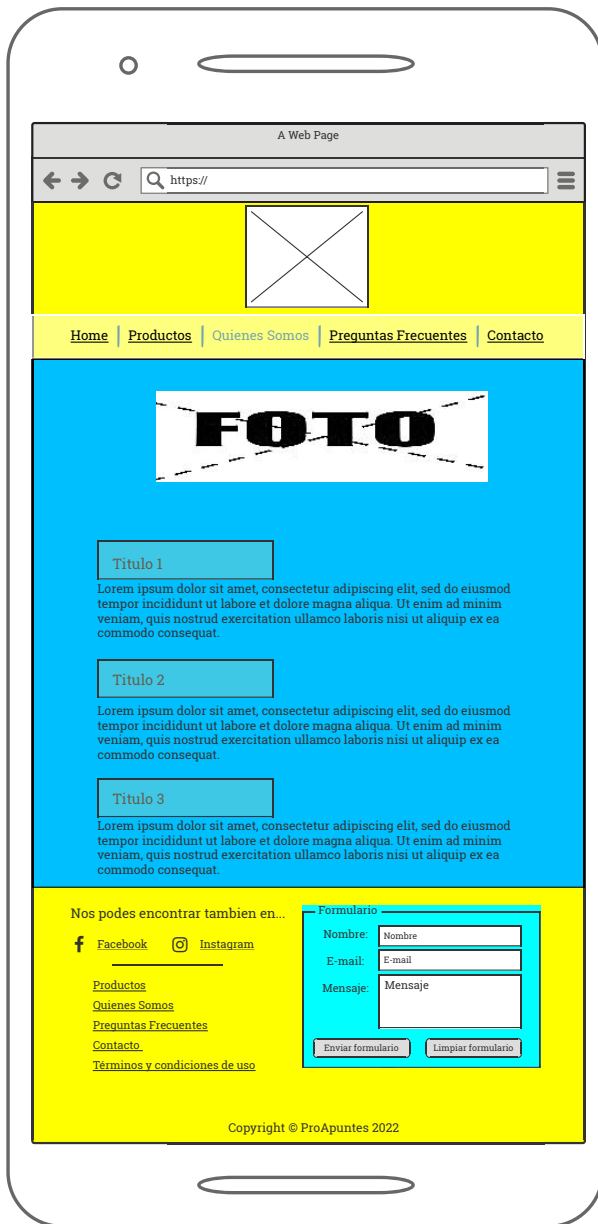 A Web Page
https://
Home Productos Quienes Somos Preguntas Frecuentes Contacto
FOTO
Titulo 1
Lorem ipsum dolor sit amet, consectetur adipiscing elit, sed do eiusmod
tempor incididunt ut labore et dolore magna aliqua. Ut enim ad minim
veniam, quis nostrud exercitation ullamco laboris nisi ut aliquip ex ea
commodo consequat.
Titulo 2
Lorem ipsum dolor sit amet, consectetur adipiscing elit, sed do eiusmod
tempor incididunt ut labore et dolore magna aliqua. Ut enim ad minim
veniam, quis nostrud exercitation ullamco laboris nisi ut aliquip ex ea
commodo consequat.
Titulo 3
Lorem ipsum dolor sit amet, consectetur adipiscing elit, sed do eiusmod
tempor incididunt ut labore et dolore magna aliqua. Ut enim ad minim
veniam, quis nostrud exercitation ullamco laboris nisi ut aliquip ex ea
commodo consequat.
Nos podes encontrar tambien en...
Facebook Instagram
Productos
Quienes Somos
Preguntas Frecuentes
Contacto
Términos y condiciones de uso
Formulario
Nombre: Nombre
E-mail: E-mail
Mensaje: Mensaje
Enviar formulario Limpiar formulario
Copyright © ProApuntes 2022